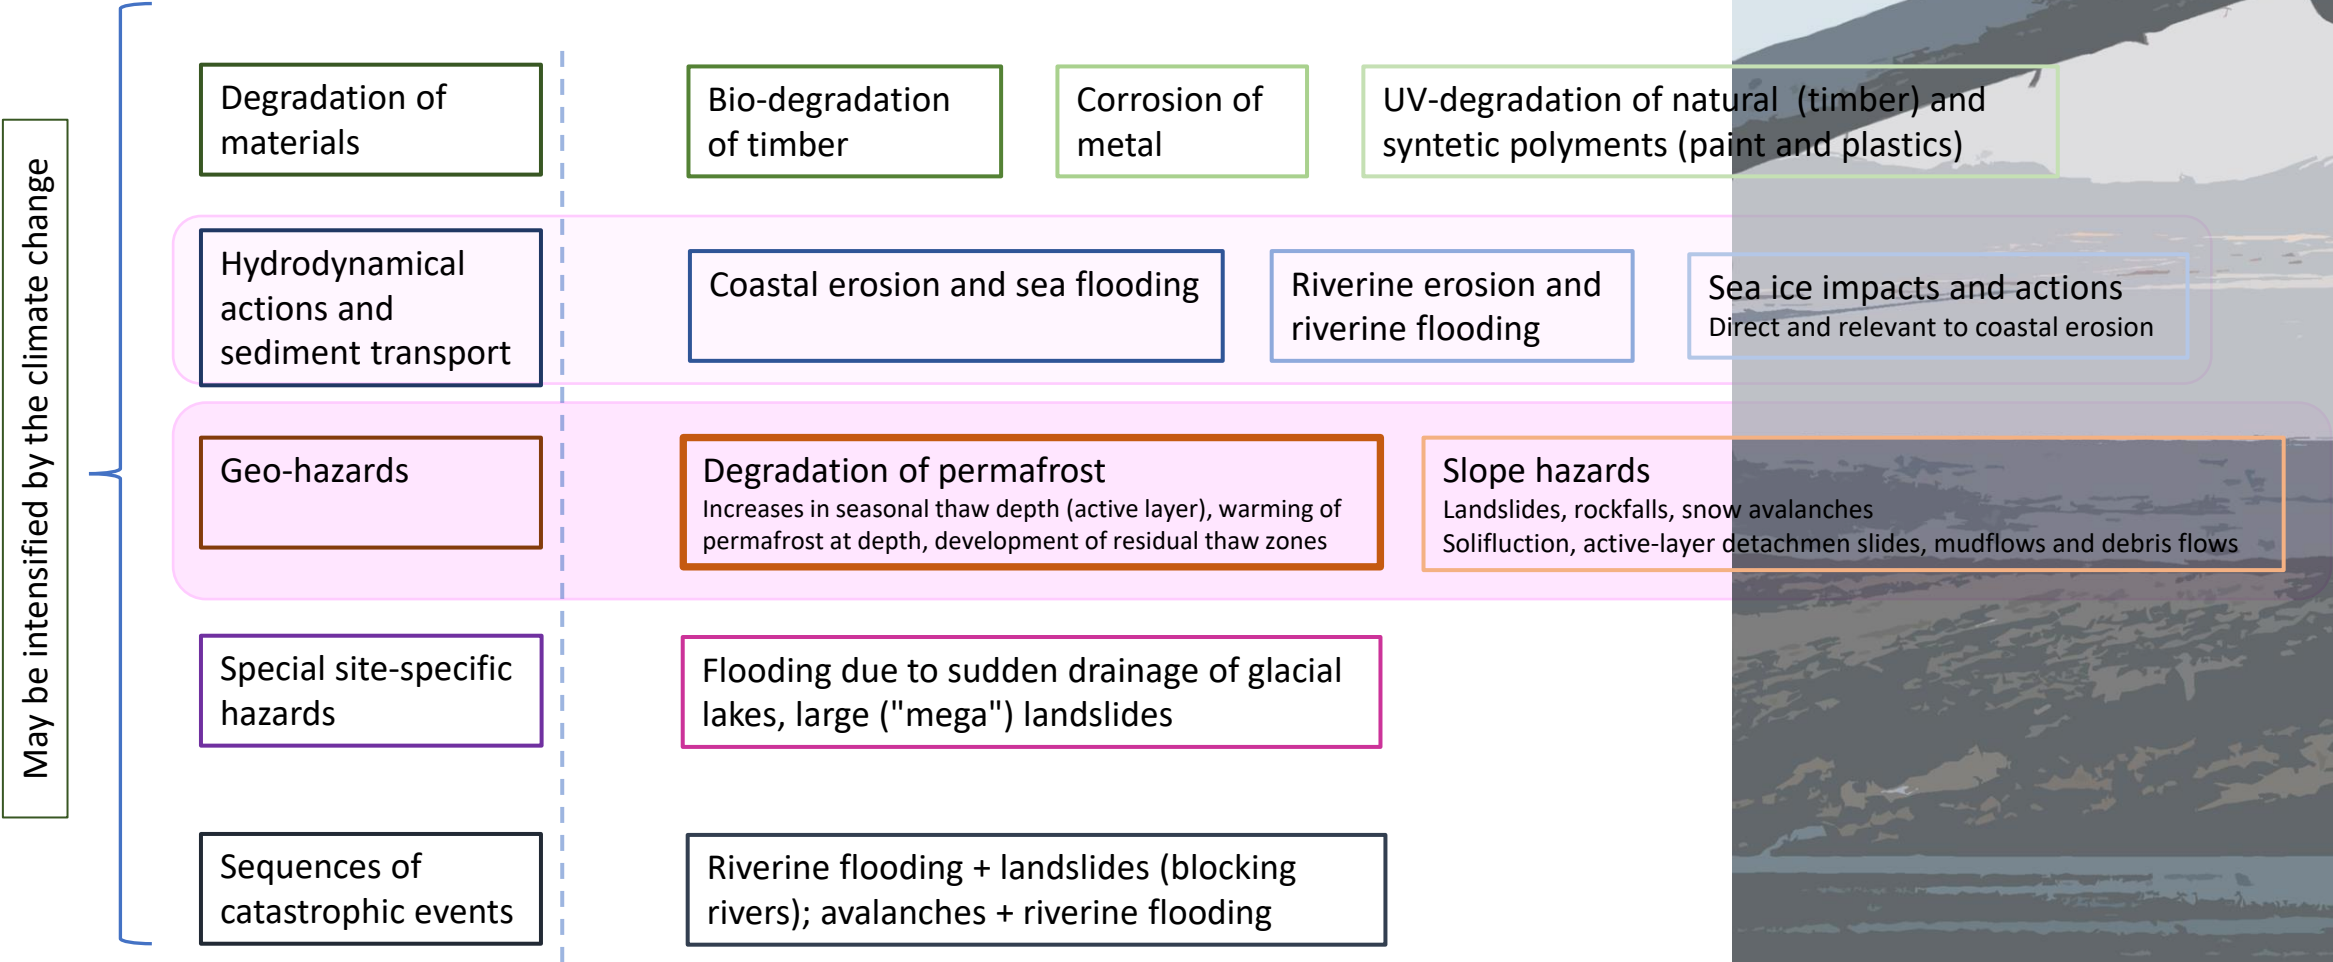 May be intensified by the climate change
Degradation of
materials
Bio-degradation
of timber
Corrosion of
metal
UV-degradation of natural (timber) and
syntetic polyments (paint and plastics)
Hydrodynamical
actions and
sediment transport
Coastal erosion and sea flooding
Riverine erosion and
riverine flooding
Sea ice impacts and actions
Direct and relevant to coastal erosion
Geo-hazards
Degradation of permafrost
Increases in seasonal thaw depth (active layer), warming of
permafrost at depth, development of residual thaw zones
Slope hazards
Landslides, rockfalls, snow avalanches
Solifluction, active-layer detachmen slides, mudflows and debris flows
Special site-specific
hazards
Flooding due to sudden drainage of glacial
lakes, large ("mega") landslides
Sequences of
catastrophic events
Riverine flooding + landslides (blocking
rivers); avalanches + riverine flooding